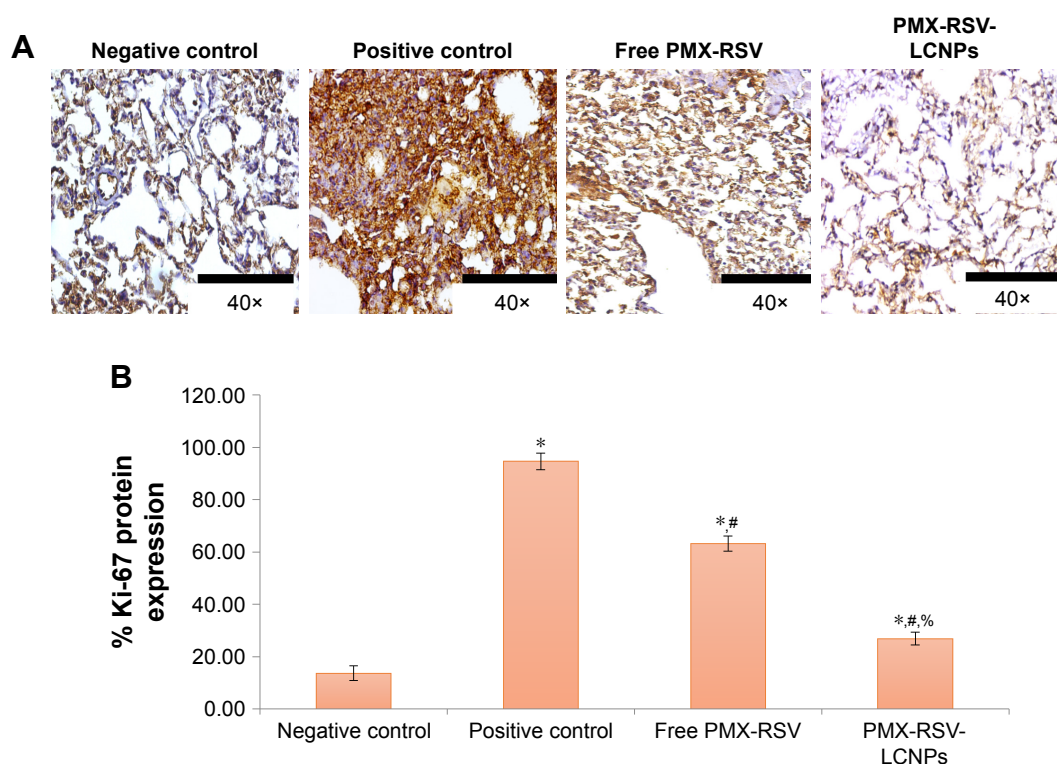 A
Negative control
Positive control
Free PMX-RSV
PMX-RSV-
LCNPs
40×
40×
40×
40×
B
% Ki-67 protein
expression
120.00
100.00
80.00
60.00
40.00
20.00
0.00
*
*,#
*,#,%
Negative control
Positive control
Free PMX-RSV
PMX-RSV-
LCNPs